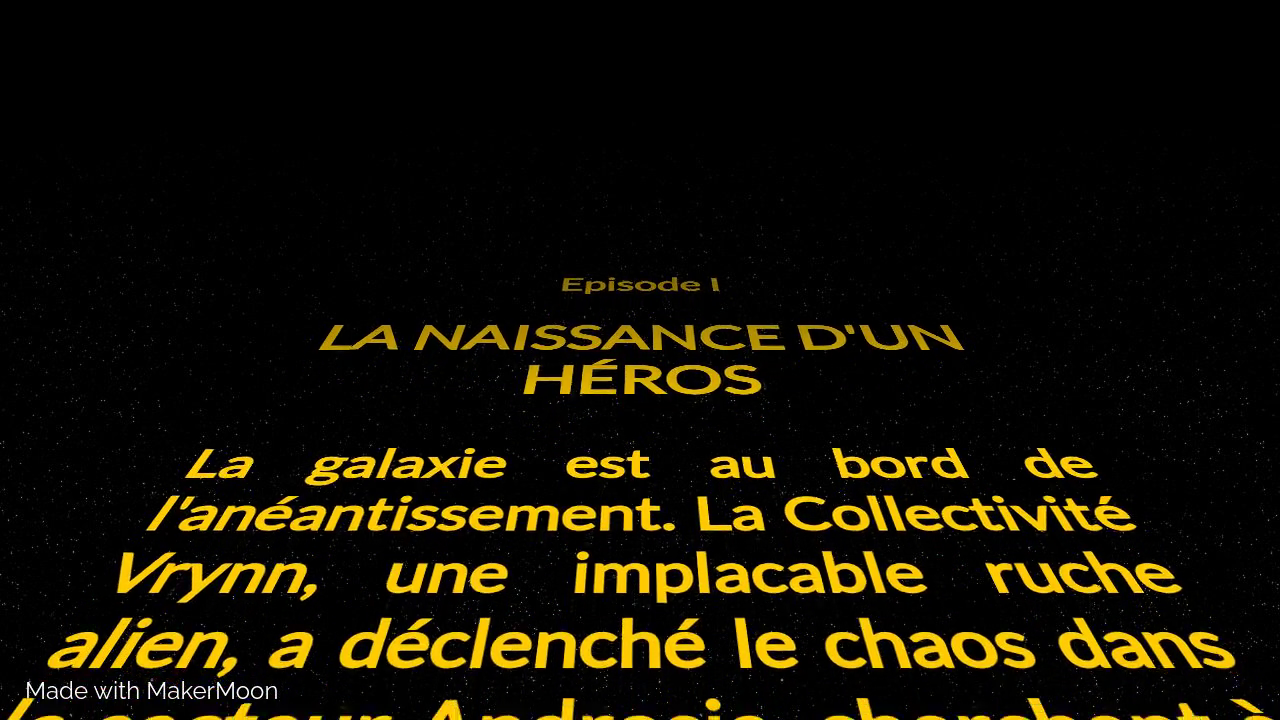 Episode I
LA NAISSANCE D'UN
HÉROS
La galaxie est au bord de
l'anéantissement. La Collectivité
Vrynn, une implacable ruche
alien, a déclenché le chaos dans
cherchent à
Made with MakerMoon